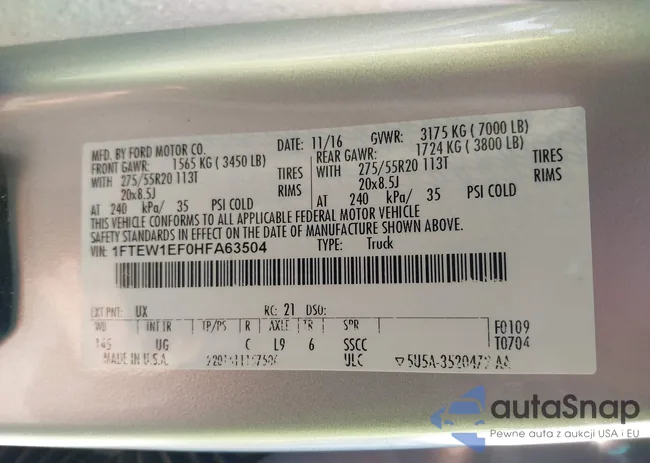 MFD. BY FORD MOTOR CO. DATE: 11/16 GVWR: 3175 KG ( 7000 LB)
FRONT GAWR: 1565 KG ( 3450 LB) REAR GAWR: 1724 KG ( 3800 LB)
WITH 275/55R20 113T TIRES WITH 275/55R20 113T TIRES
20x8.5J RIMS 20x8.5J RIMS
AT 240 kPa/ 35 PSI COLD AT 240 kPa/ 35 PSI COLD
THIS VEHICLE CONFORMS TO ALL APPLICABLE FEDERAL MOTOR VEHICLE
SAFETY STANDARDS IN EFFECT ON THE DATE OF MANUFACTURE SHOWN ABOVE.
VIN: 1FTEW1EF0HFA63504 TYPE: Truck
EXT PNT: UX RC: 21 DSO:
WB INT TR TP/PS R AXLE TR SPR F0109
145 UG C L9 6 SSCC T0704
MADE IN U.S.A. ULC
autaSnap
Pewne auta z aukcji USA i EU